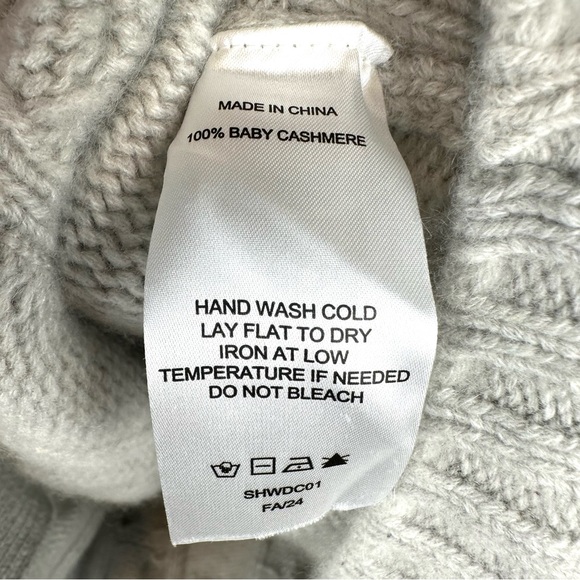 MADE IN CHINA
100% BABY CASHMERE
HAND WASH COLD
LAY FLAT TO DRY
IRON AT LOW
TEMPERATURE IF NEEDED
DO NOT BLEACH
SHWDC01
FA/24